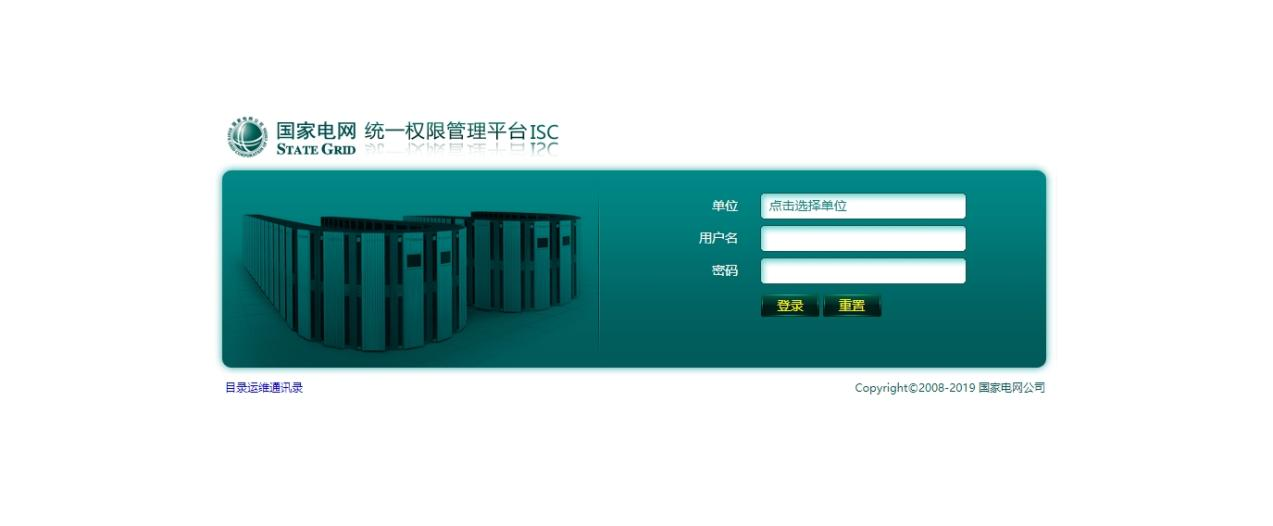 国家电网 统一权限管理平台ISC
STATE GRID
单位 点击选择单位
用户名
密码
登录 重置
目录运维通讯录 Copyright©2008-2019 国家电网公司